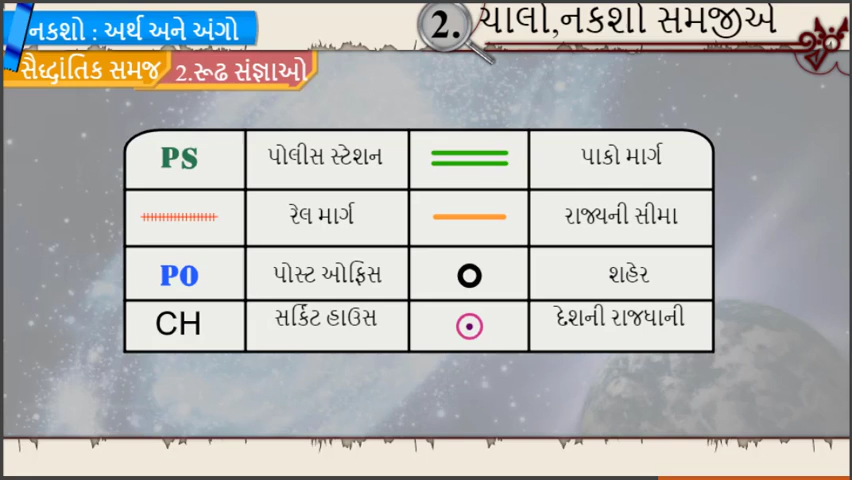 નકશો : અર્થ અને અંગો
2. ચાલો,નકશો સમજીએ
સૈદ્ધાંતિક સમજ
2.રૂઢ સંજ્ઞાઓ
PS પોલીસ સ્ટેશન પાકો માર્ગ
રેલ માર્ગ રાજ્યની સીમા
PO પોસ્ટ ઓફિસ શહેર
CH સર્કિટ હાઉસ દેશની રાજધાની